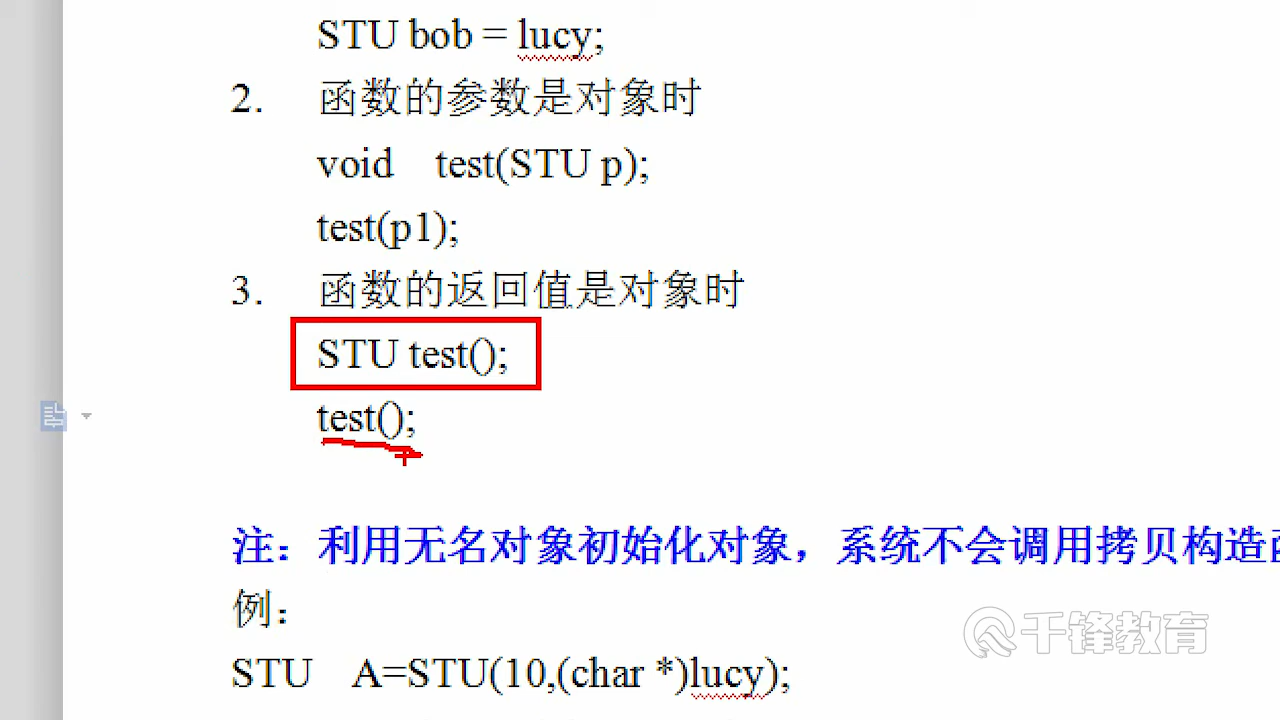 STU bob = lucy;
2. 函数的参数是对象时
void test(STU p);
test(p1);
3. 函数的返回值是对象时
STU test();
test();
注：利用无名对象初始化对象，系统不会调用拷贝构造
例：
千锋教育
STU A=STU(10,(char *)lucy);